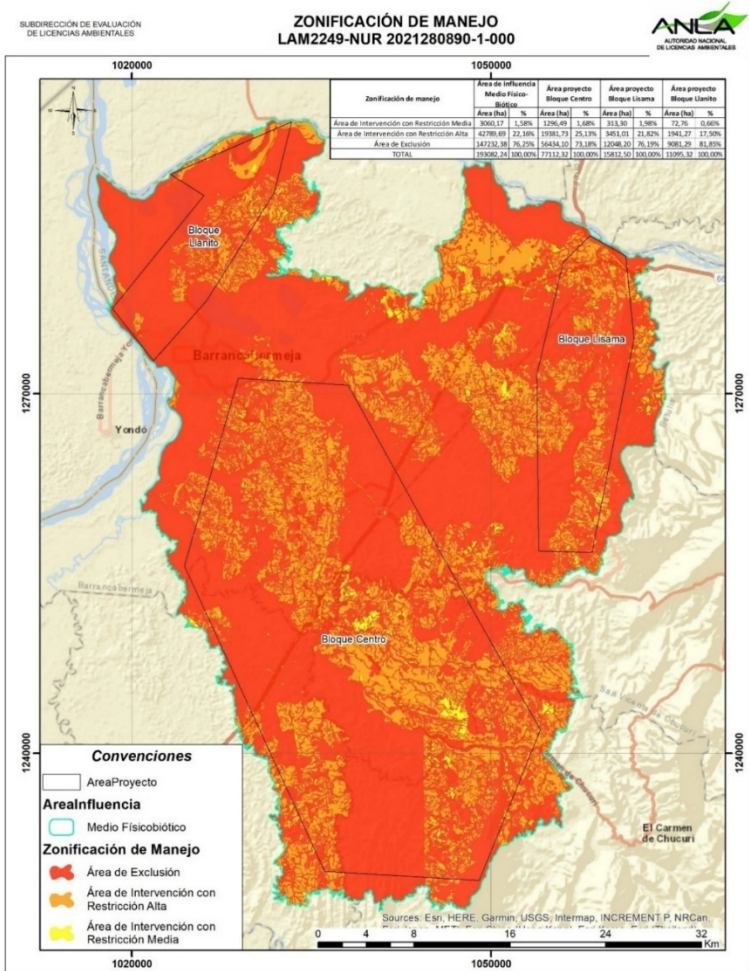 SUBDIRECCIÓN DE EVALUACIÓN
DE LICENCIAS AMBIENTALES
ZONIFICACIÓN DE MANEJO
LAM2249-NUR 2021280890-1-000
ANLA
AUTORIDAD NACIONAL
DE LICENCIAS AMBIENTALES
1020000 1050000
Zonificación de manejo Área de Influencia Medio Físico-Biótico Área proyecto Bloque Centro Área proyecto Bloque Lisama Área proyecto Bloque Llanito
Área (ha) % Área (ha) % Área (ha) % Área (ha) %
Área de Intervención con Restricción Media 3060,17 1,58% 1296,49 1,68% 313,30 1,98% 72,76 0,66%
Área de Intervención con Restricción Alta 42789,69 22,16% 19381,73 25,13% 3451,01 21,82% 1941,27 17,50%
Área de Exclusión 147232,38 76,25% 56434,10 73,18% 12048,20 76,19% 9081,29 81,85%
TOTAL 193082,24 100,00% 77112,32 100,00% 15812,50 100,00% 11095,32 100,00%
Bloque
Llanito
Bloque Lisama
Barrancabermeja
1270000
1270000
Barrancabermeja Yo
Yondó
Barrancabermeja
Bloque Centro
San Vicente de Chucurí
1240000
1240000
El Carmen
de Chucurí
Convenciones
AreaProyecto
AreaInfluencia
Medio Físicobiótico
Zonificación de Manejo
Área de Exclusión
Área de Intervención con
Restricción Alta
Área de Intervención con
Restricción Media
Sources: Esri, HERE, Garmin, USGS, Intermap, INCREMENT P, NRCan,
0 4 8 16 24 32
Km
1020000 1050000